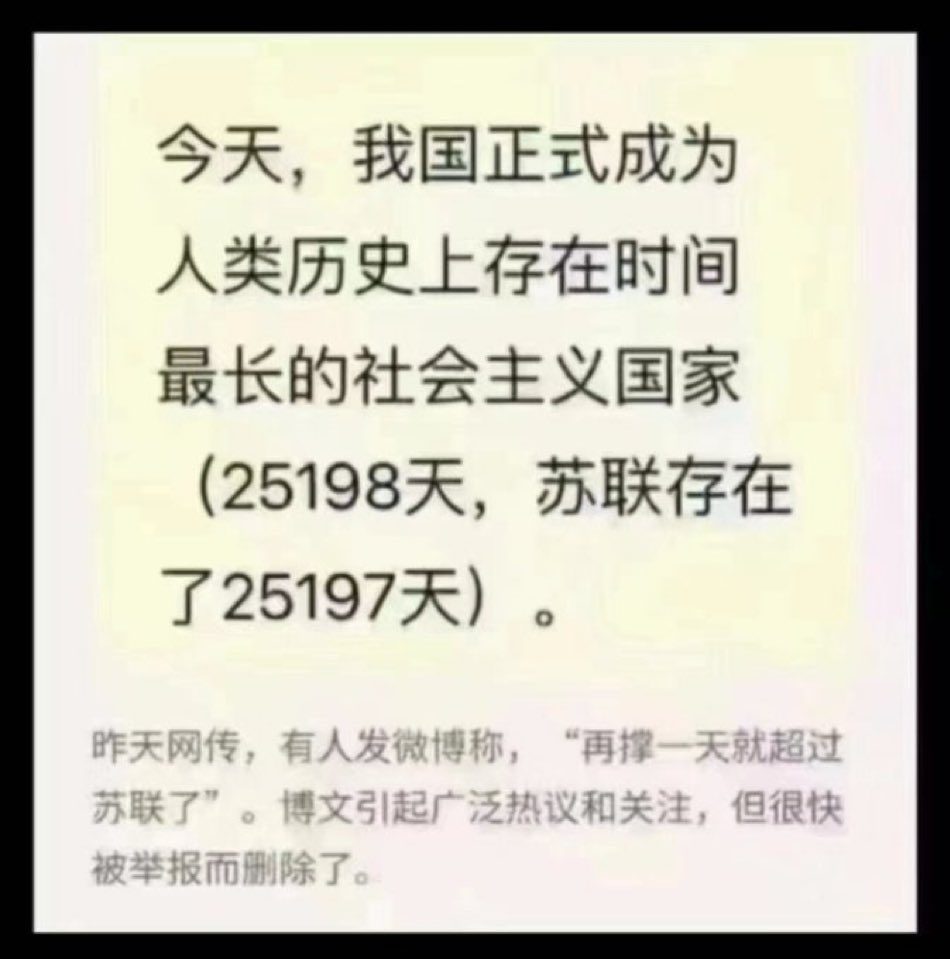 今天，我国正式成为
人类历史上存在时间
最长的社会主义国家
（25198天，苏联存在
了25197天）。
昨天网传，有人发微博称，“再撑一天就超过
苏联了”。博文引起广泛热议和关注，但很快
被举报而删除了。